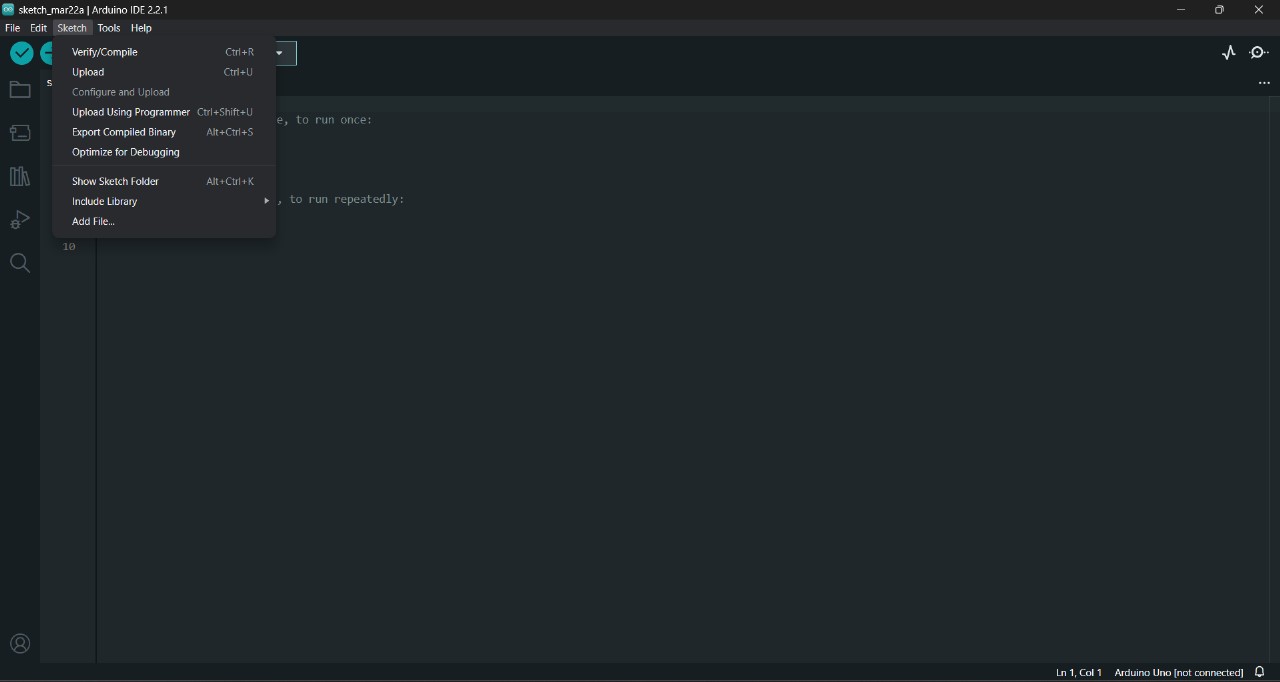 sketch_mar22a | Arduino IDE 2.2.1
File Edit Sketch Tools Help
Verify/Compile Ctrl+R
Upload Ctrl+U
Configure and Upload
Upload Using Programmer Ctrl+Shift+U
Export Compiled Binary Alt+Ctrl+S
Optimize for Debugging
Show Sketch Folder Alt+Ctrl+K
Include Library
Add File...
s
e, to run once:
, to run repeatedly:
10
Ln 1, Col 1 Arduino Uno [not connected]